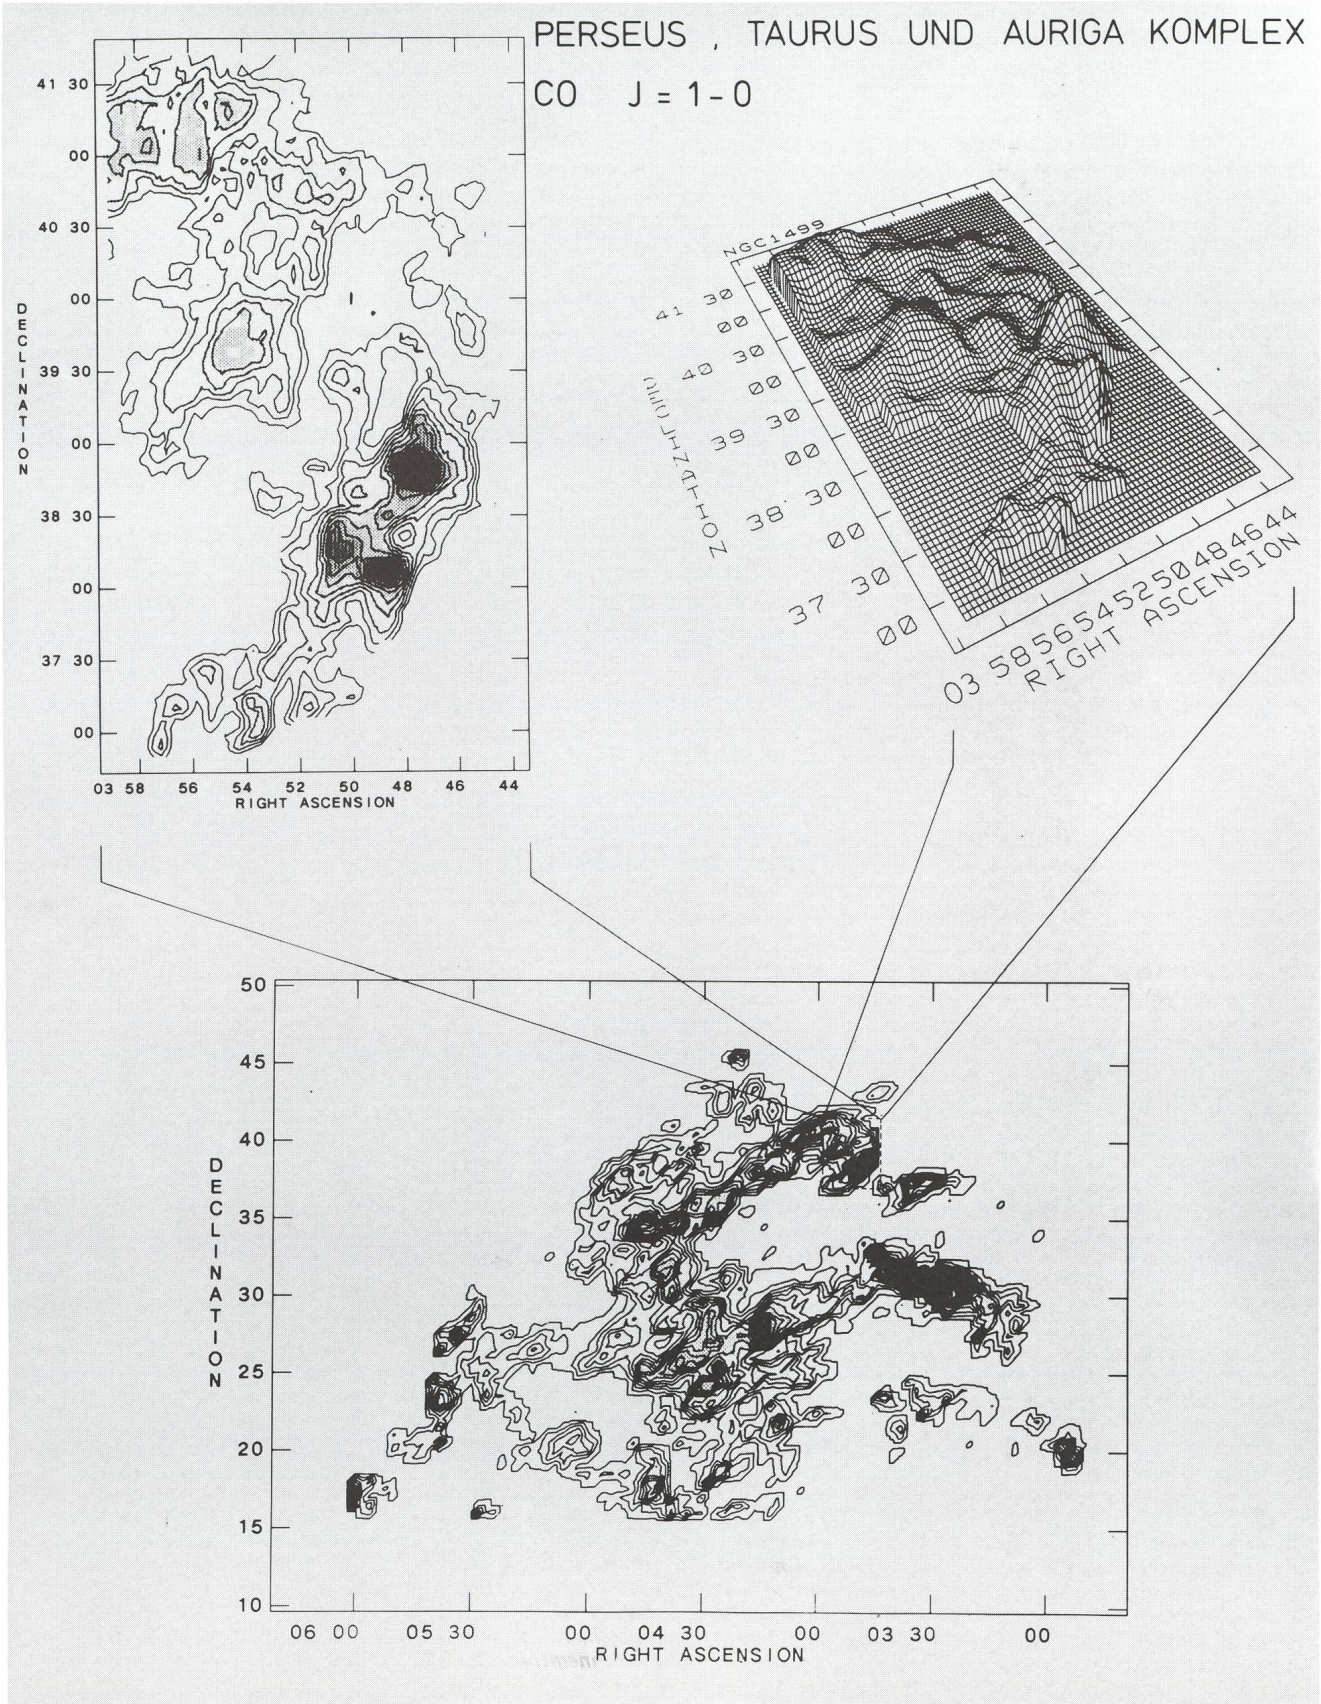 PERSEUS , TAURUS UND AURIGA KOMPLEX
CO J = 1 - 0
DECLINATION
41 30
00
40 30
00
39 30
00
38 30
00
37 30
00
03 58 56 54 52 50 48 46 44
RIGHT ASCENSION
NGC1499
41 30
00
40 30
00
39 30
00
38 30
00
37 30
00
DECLINATION
03 58 56 54 52 50 48 46 44
RIGHT ASCENSION
DECLINATION
50
45
40
35
30
25
20
15
10
06 00 05 30 00 04 30 00 03 30 00
RIGHT ASCENSION